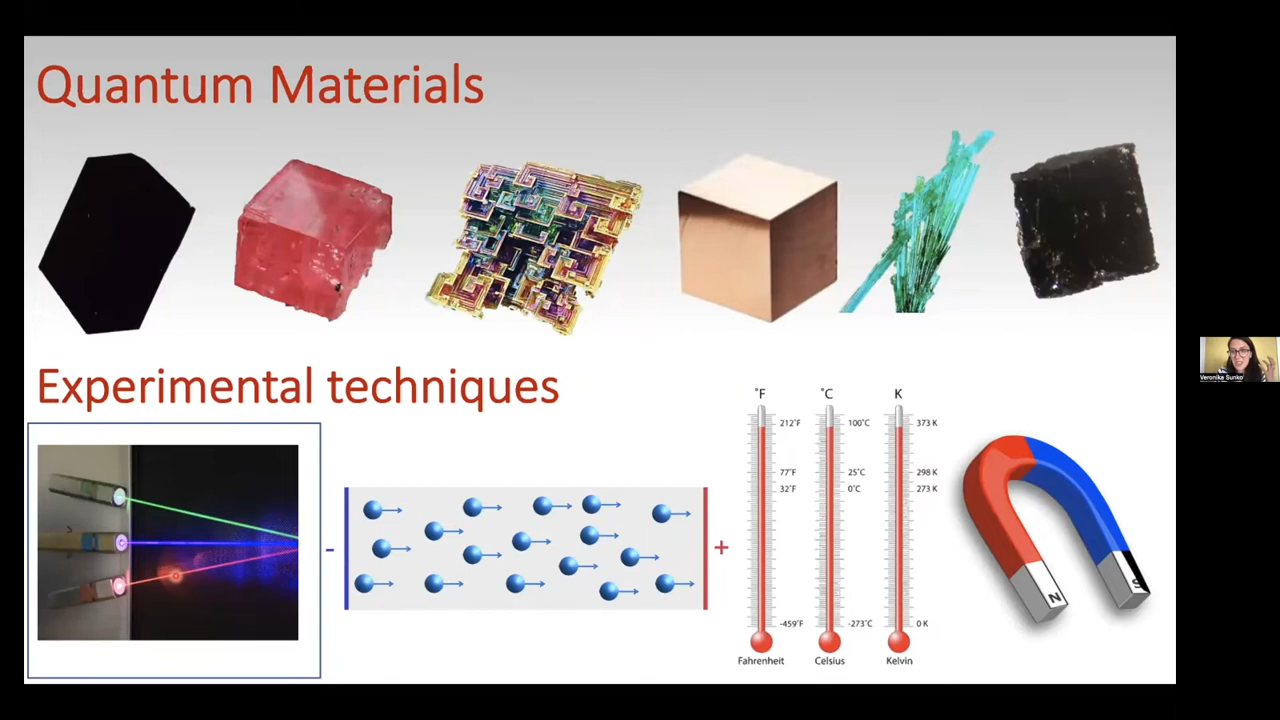 Quantum Materials
Experimental techniques
°F °C K
212°F 100°C 373 K
77°F 25°C 298 K
32°F 0°C 273 K
- +
-459°F -273°C 0 K
Fahrenheit Celsius Kelvin
N S
Veronika Sunko